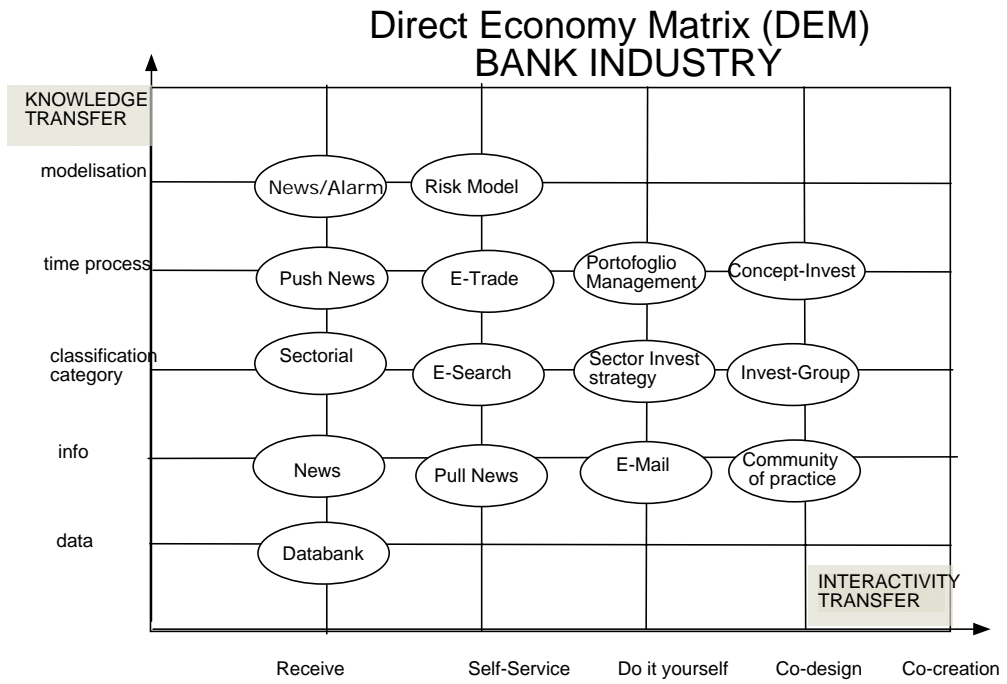 Direct Economy Matrix (DEM)
BANK INDUSTRY
KNOWLEDGE
TRANSFER
modelisation
News/Alarm
Risk Model
time process
Push News
E-Trade
Portofoglio
Management
Concept-Invest
classification
category
Sectorial
E-Search
Sector Invest
strategy
Invest-Group
info
News
Pull News
E-Mail
Community
of practice
data
Databank
INTERACTIVITY
TRANSFER
Receive
Self-Service
Do it yourself
Co-design
Co-creation